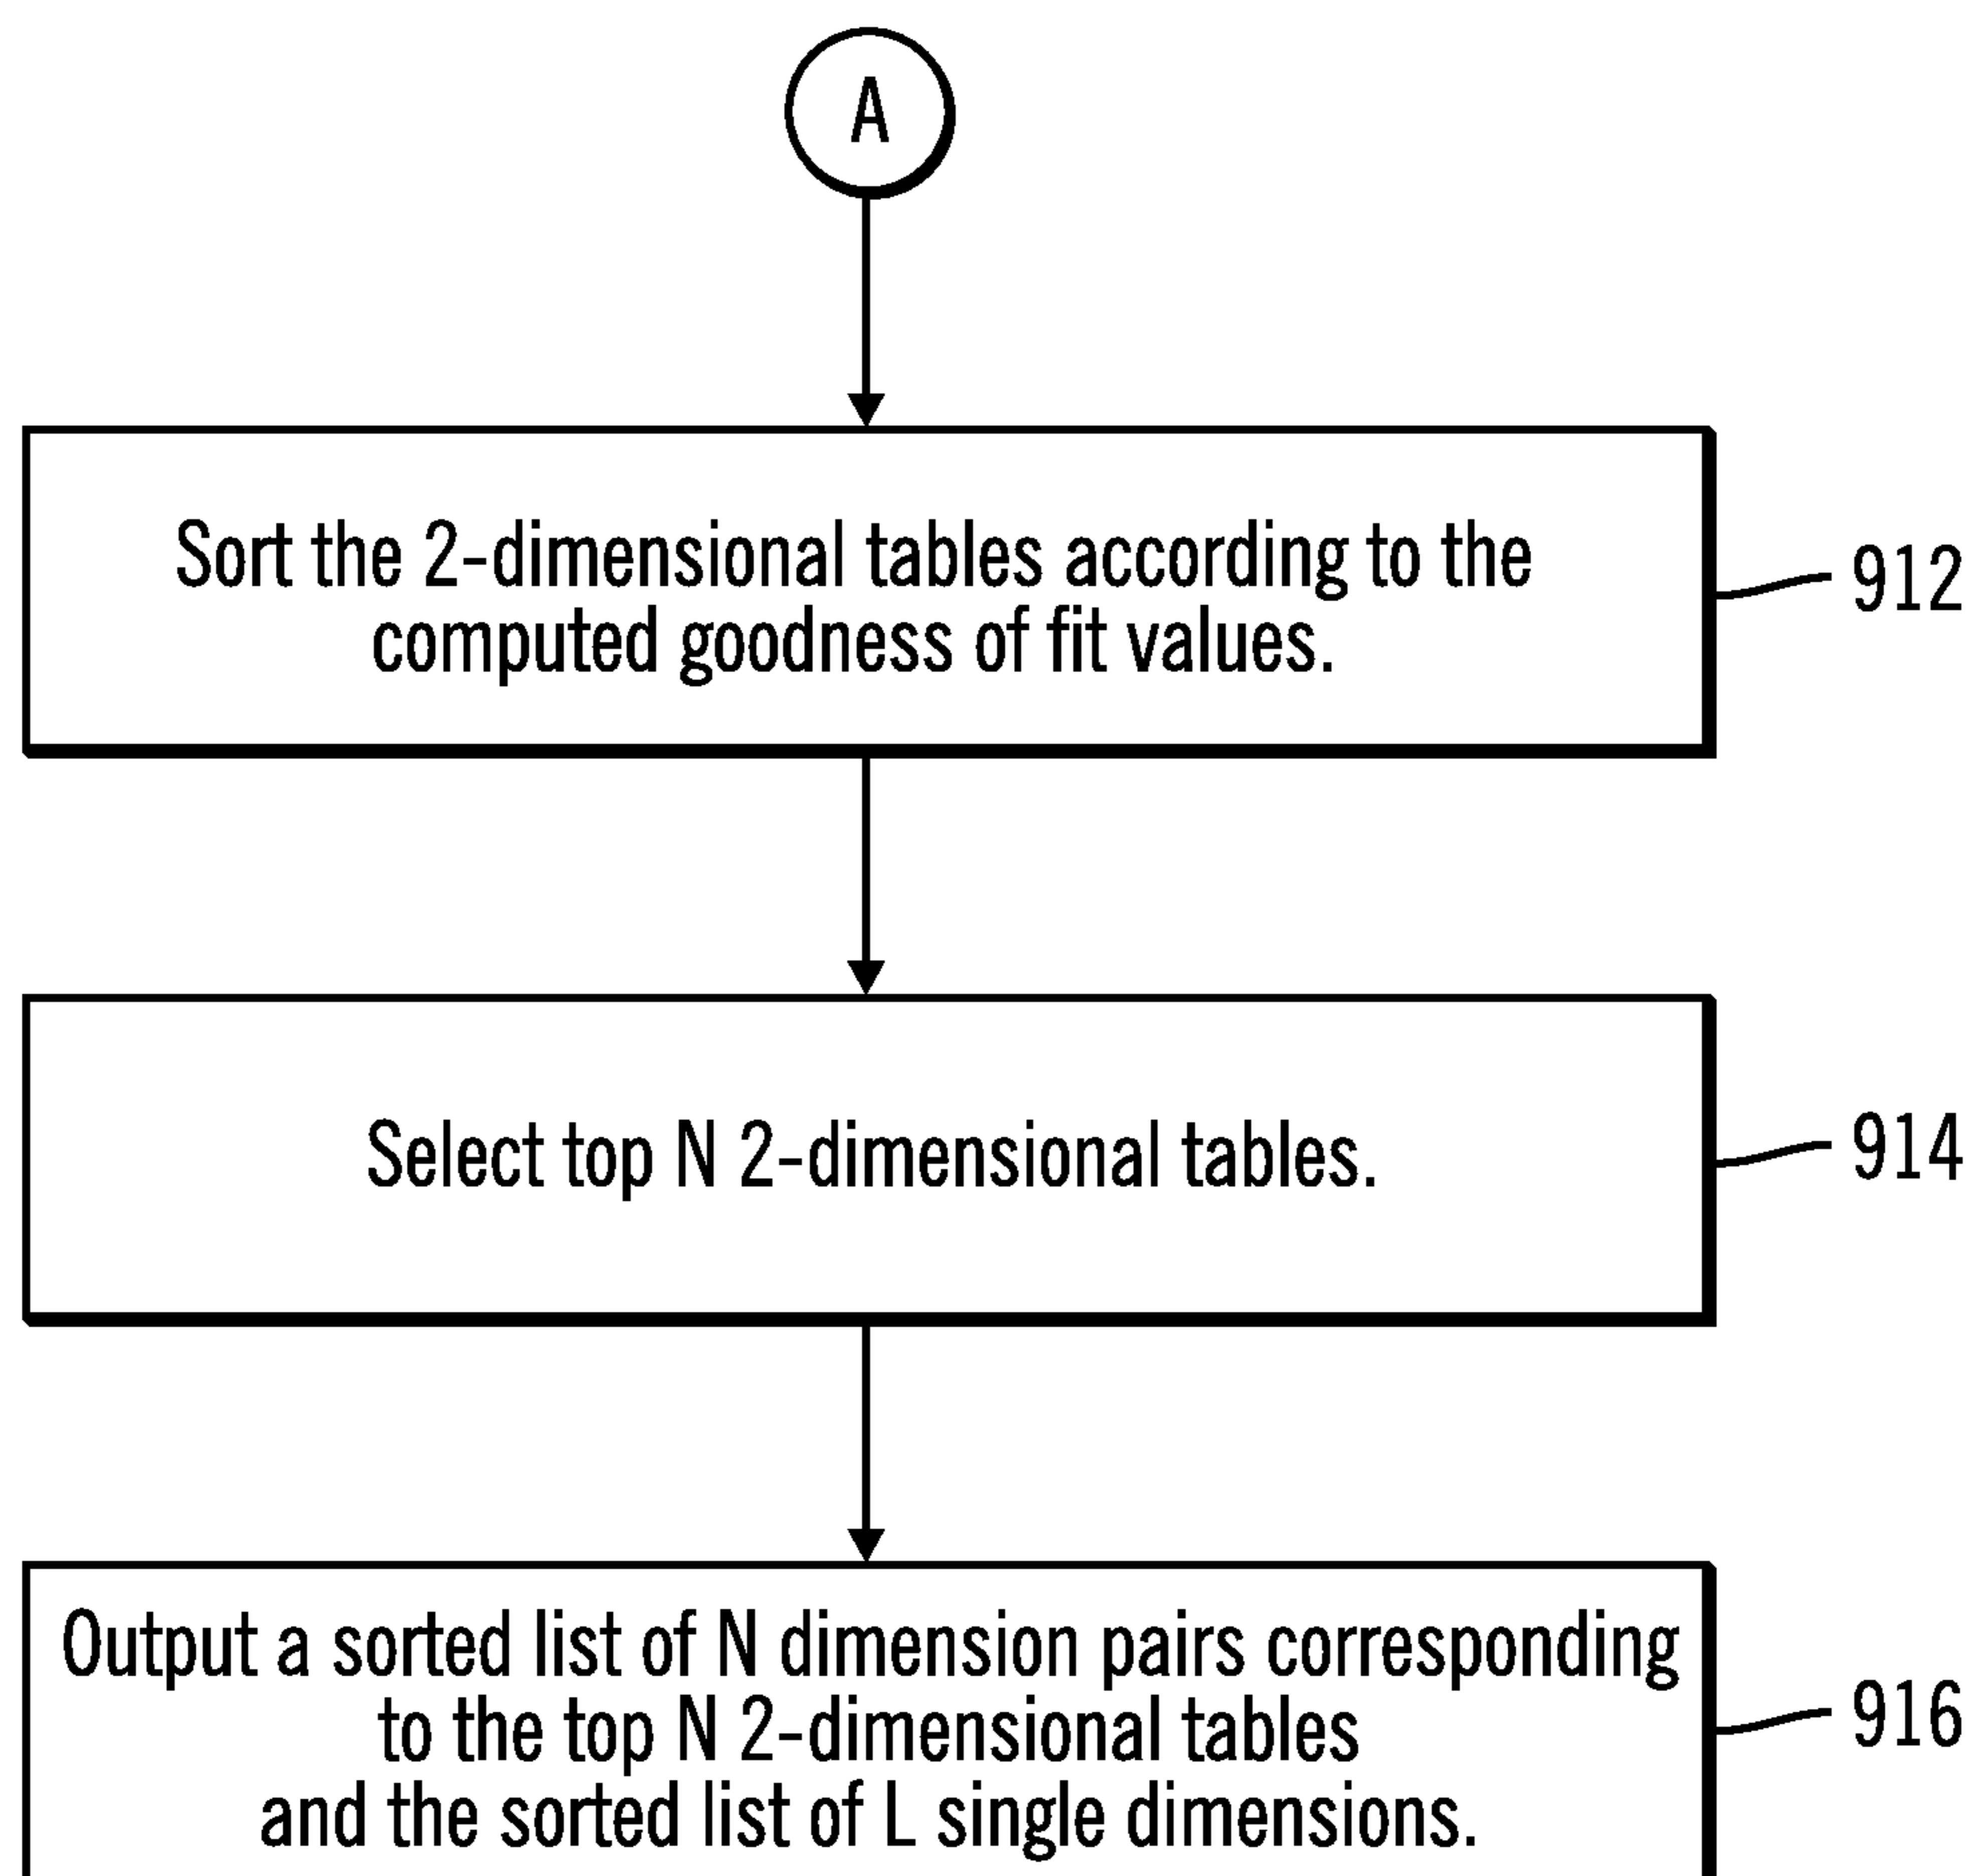 A
Sort the 2-dimensional tables according to the
computed goodness of fit values.
912
Select top N 2-dimensional tables.
914
Output a sorted list of N dimension pairs corresponding
to the top N 2-dimensional tables
and the sorted list of L single dimensions.
916